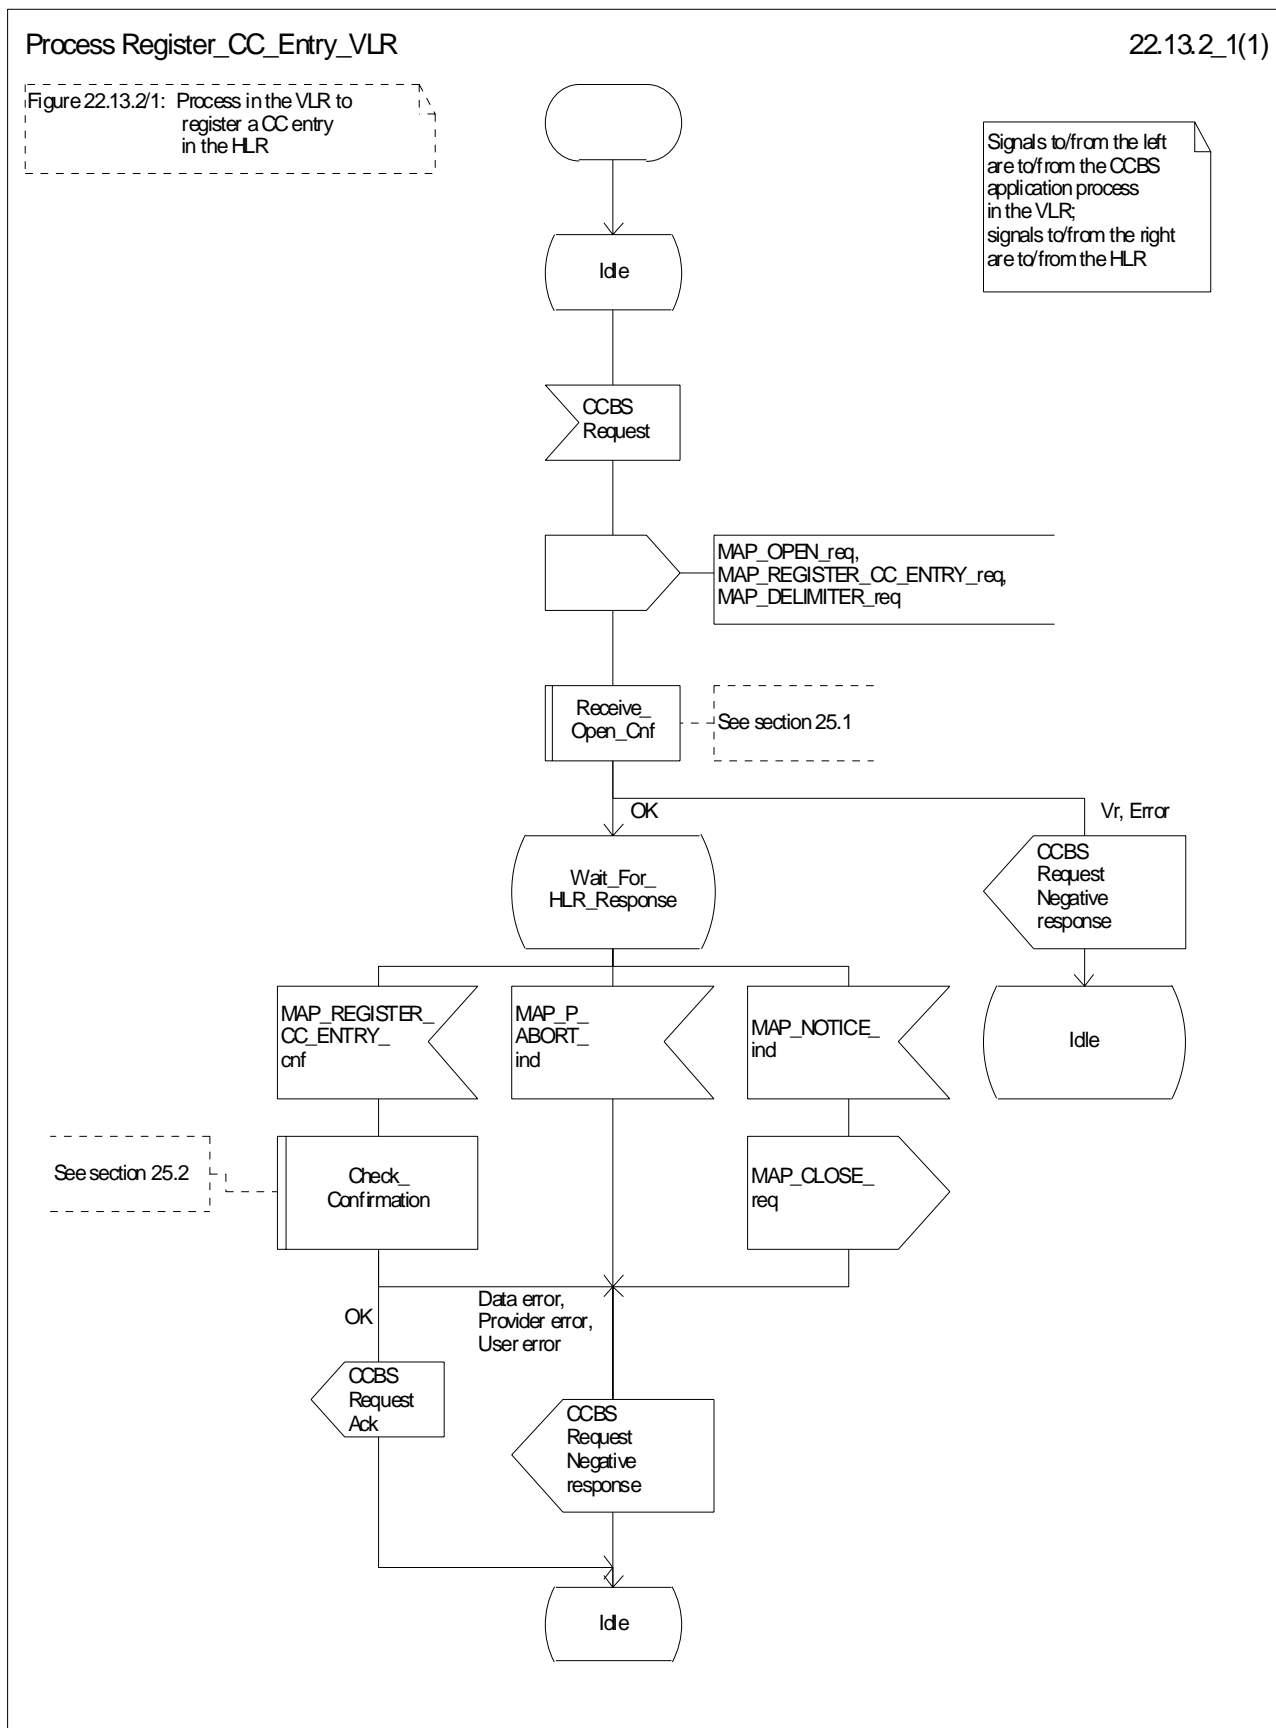 Process Register_CC_Entry_VLR
22.13.2_1(1)
Figure 22.13.2/1: Process in the VLR to
register a CC entry
in the HLR
Signals to/from the left
are to/from the CCBS
application process
in the VLR;
signals to/from the right
are to/from the HLR
Idle
CCBS
Request
MAP_OPEN_req,
MAP_REGISTER_CC_ENTRY_req,
MAP_DELIMITER_req
Receive_
Open_Cnf
See section 25.1
OK
Vr, Error
Wait_For_
HLR_Response
CCBS
Request
Negative
response
MAP_REGISTER_
CC_ENTRY_
cnf
MAP_P_
ABORT_
ind
MAP_NOTICE_
ind
Idle
See section 25.2
Check_
Confirmation
MAP_CLOSE_
req
OK
Data error,
Provider error,
User error
CCBS
Request
Ack
CCBS
Request
Negative
response
Idle